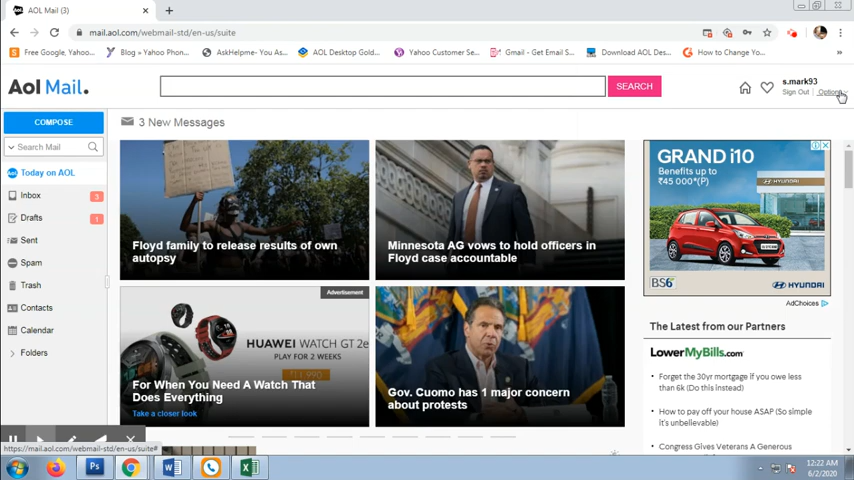 AOL Mail (3)
mail.aol.com/webmail-std/en-us/suite
Free Google, Yahoo...
Blog » Yahoo Phon...
AskHelpme- You As...
AOL Desktop Gold...
Yahoo Customer Se...
Gmail - Get Email S...
Download AOL Des...
How to Change Yo...
Aol Mail.
SEARCH
s.mark93
Sign Out | Options
COMPOSE
3 New Messages
Search Mail
Today on AOL
Inbox 3
Drafts 1
Sent
Spam
Trash
Contacts
Calendar
Folders
Floyd family to release results of own
autopsy
Minnesota AG vows to hold officers in
Floyd case accountable
Advertisement
HUAWEI WATCH GT 2e
PLAY FOR 2 WEEKS
₹11,990
For When You Need A Watch That
Does Everything
Take a closer look
Gov. Cuomo has 1 major concern
about protests
GRAND i10
Benefits up to
₹45 000*(P)
HYUNDAI
BS6
HYUNDAI
AdChoices
The Latest from our Partners
LowerMyBills.com
Forget the 30yr mortgage if you owe less
than 6k (Do this instead)
How to pay off your house ASAP (So simple
it's unbelievable)
Congress Gives Veterans A Generous
https://mail.aol.com/webmail-std/en-us/suite#
12:22 AM
6/2/2020